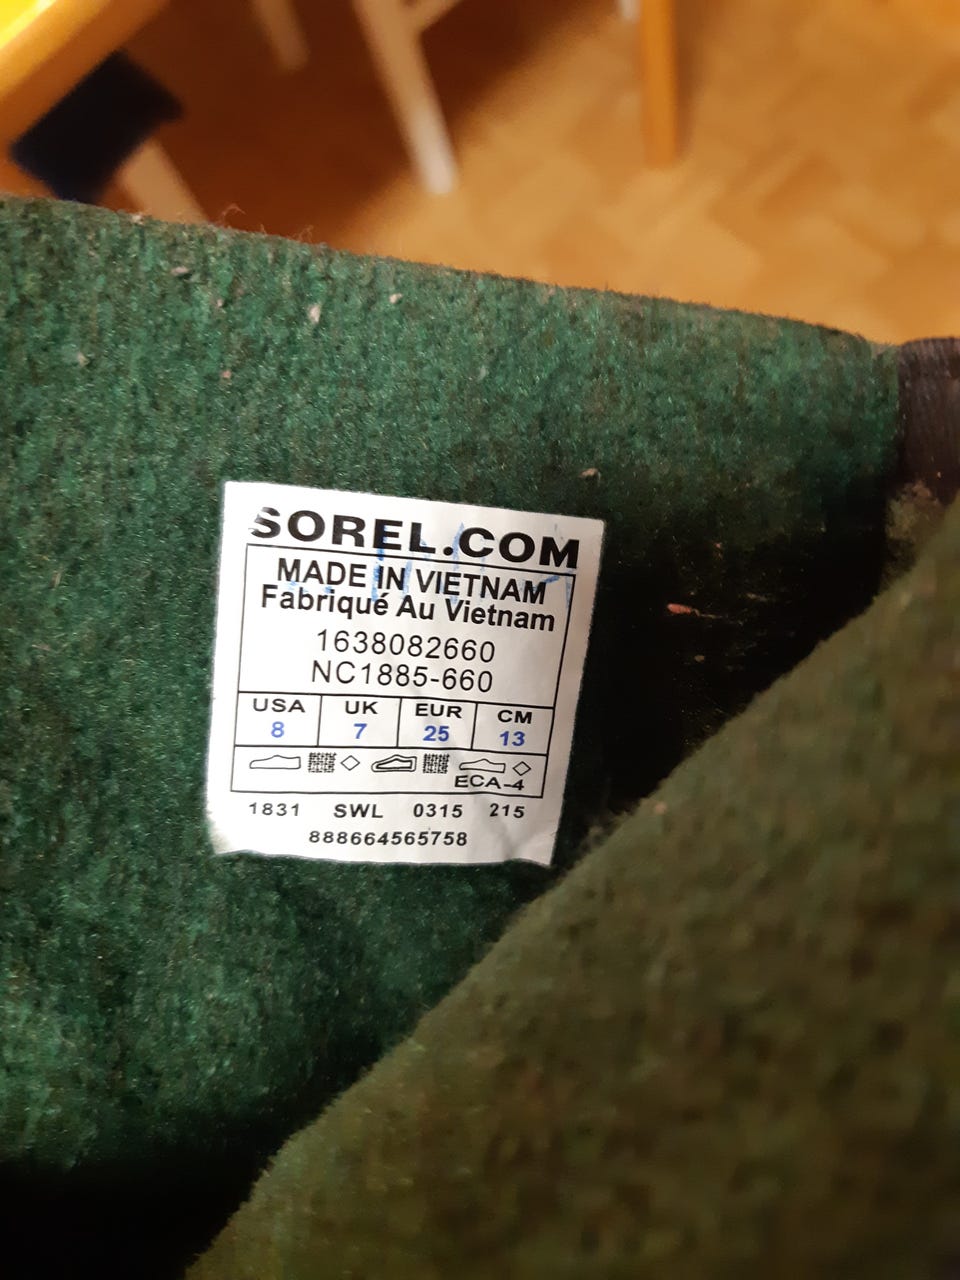 SOREL.COM
MADE IN VIETNAM
Fabriqué Au Vietnam
1638082660
NC1885-660
USA UK EUR CM
8 7 25 13
ECA-4
1831 SWL 0315 215
888664565758